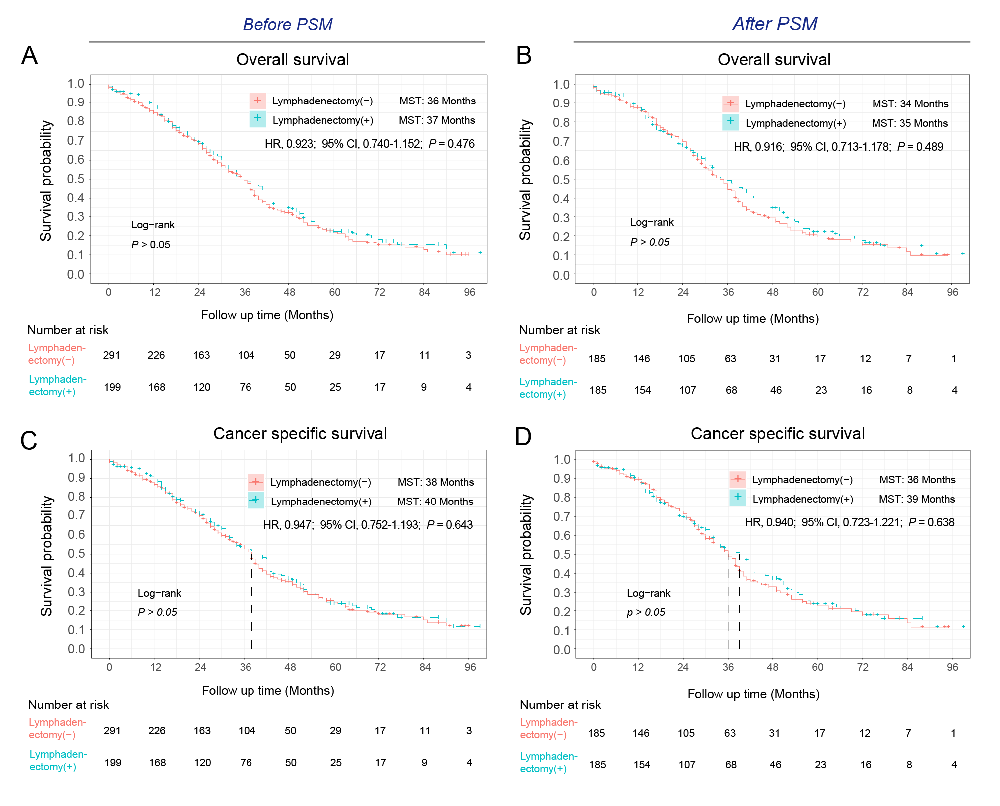 Before PSM
After PSM
A
Overall survival
1.0
0.9
0.8
0.7
0.6
0.5
0.4
0.3
0.2
0.1
0.0
Survival probability
Lymphadenectomy(−) MST: 36 Months
Lymphadenectomy(+) MST: 37 Months
HR, 0.923; 95% CI, 0.740-1.152; P = 0.476
Log−rank
P > 0.05
0 12 24 36 48 60 72 84 96
Follow up time (Months)
Number at risk
Lymphaden-
ectomy(−)
291 226 163 104 50 29 17 11 3
Lymphaden-
ectomy(+)
199 168 120 76 50 25 17 9 4
B
Overall survival
1.0
0.9
0.8
0.7
0.6
0.5
0.4
0.3
0.2
0.1
0.0
Survival probability
Lymphadenectomy(−) MST: 34 Months
Lymphadenectomy(+) MST: 35 Months
HR, 0.916; 95% CI, 0.713-1.178; P = 0.489
Log−rank
P > 0.05
0 12 24 36 48 60 72 84 96
Follow up time (Months)
Number at risk
Lymphaden-
ectomy(−)
185 146 105 63 31 17 12 7 1
Lymphaden-
ectomy(+)
185 154 107 68 46 23 16 8 4
C
Cancer specific survival
1.0
0.9
0.8
0.7
0.6
0.5
0.4
0.3
0.2
0.1
0.0
Survival probability
Lymphadenectomy(−) MST: 38 Months
Lymphadenectomy(+) MST: 40 Months
HR, 0.947; 95% CI, 0.752-1.193; P = 0.643
Log−rank
P > 0.05
0 12 24 36 48 60 72 84 96
Follow up time (Months)
Number at risk
Lymphaden-
ectomy(−)
291 226 163 104 50 29 17 11 3
Lymphaden-
ectomy(+)
199 168 120 76 50 25 17 9 4
D
Cancer specific survival
1.0
0.9
0.8
0.7
0.6
0.5
0.4
0.3
0.2
0.1
0.0
Survival probability
Lymphadenectomy(−) MST: 36 Months
Lymphadenectomy(+) MST: 39 Months
HR, 0.940; 95% CI, 0.723-1.221; P = 0.638
Log−rank
p > 0.05
0 12 24 36 48 60 72 84 96
Follow up time (Months)
Number at risk
Lymphaden-
ectomy(−)
185 146 105 63 31 17 12 7 1
Lymphaden-
ectomy(+)
185 154 107 68 46 23 16 8 4